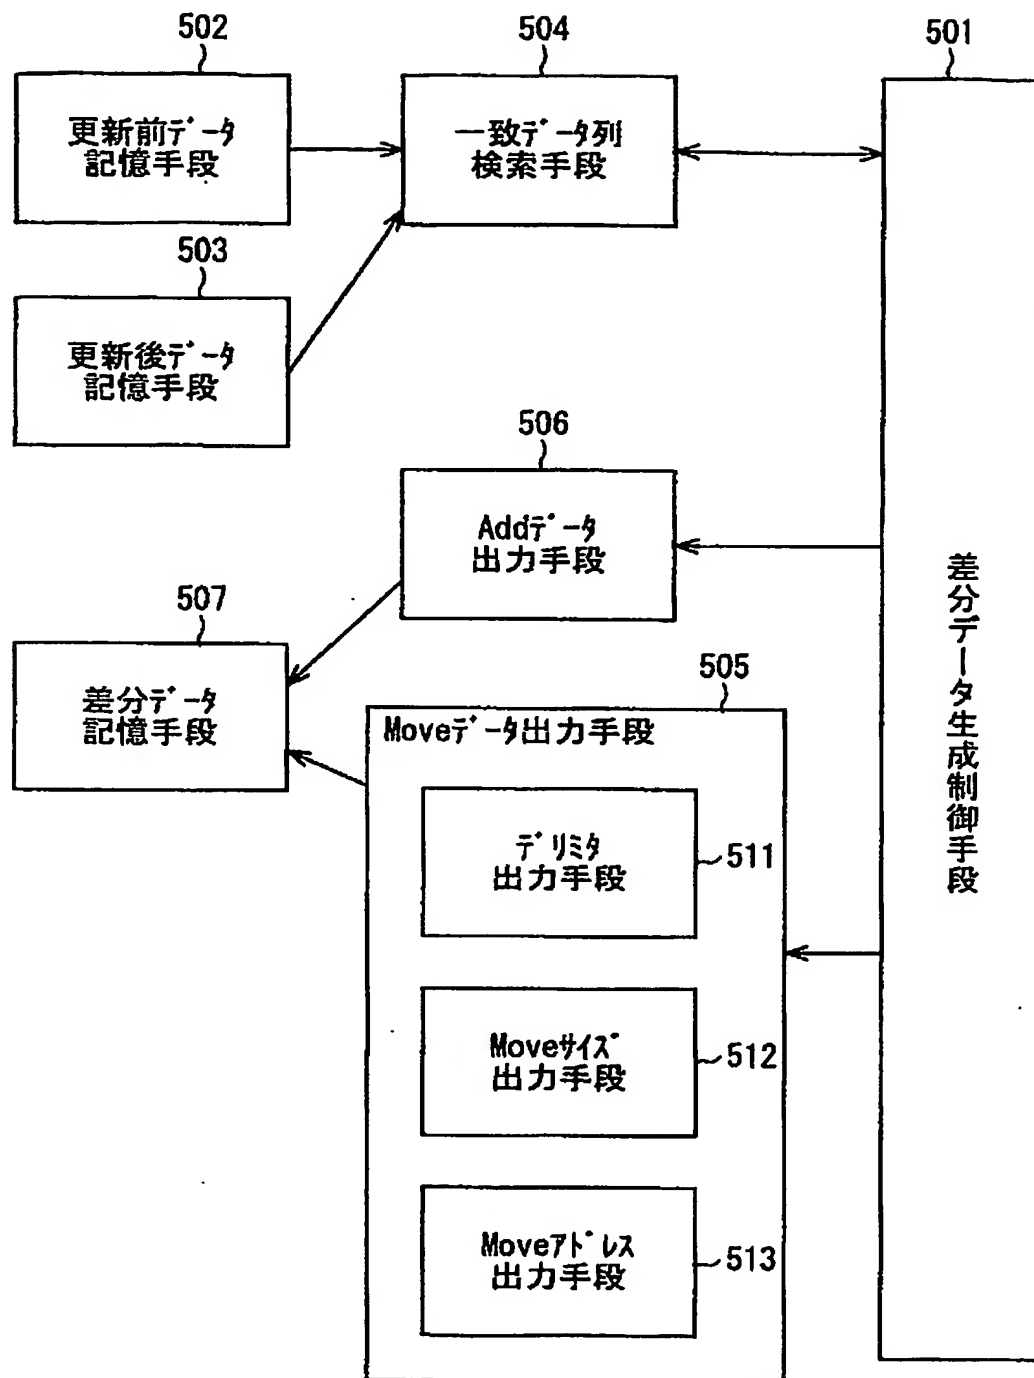 502
504
501
更新前データ
記憶手段
一致データ列
検索手段
503
更新後データ
記憶手段
506
Addデータ
出力手段
差分データ生成制御手段
507
差分データ
記憶手段
505
Moveデータ出力手段
デリミタ
出力手段
511
Moveサイズ
出力手段
512
Moveアドレス
出力手段
513